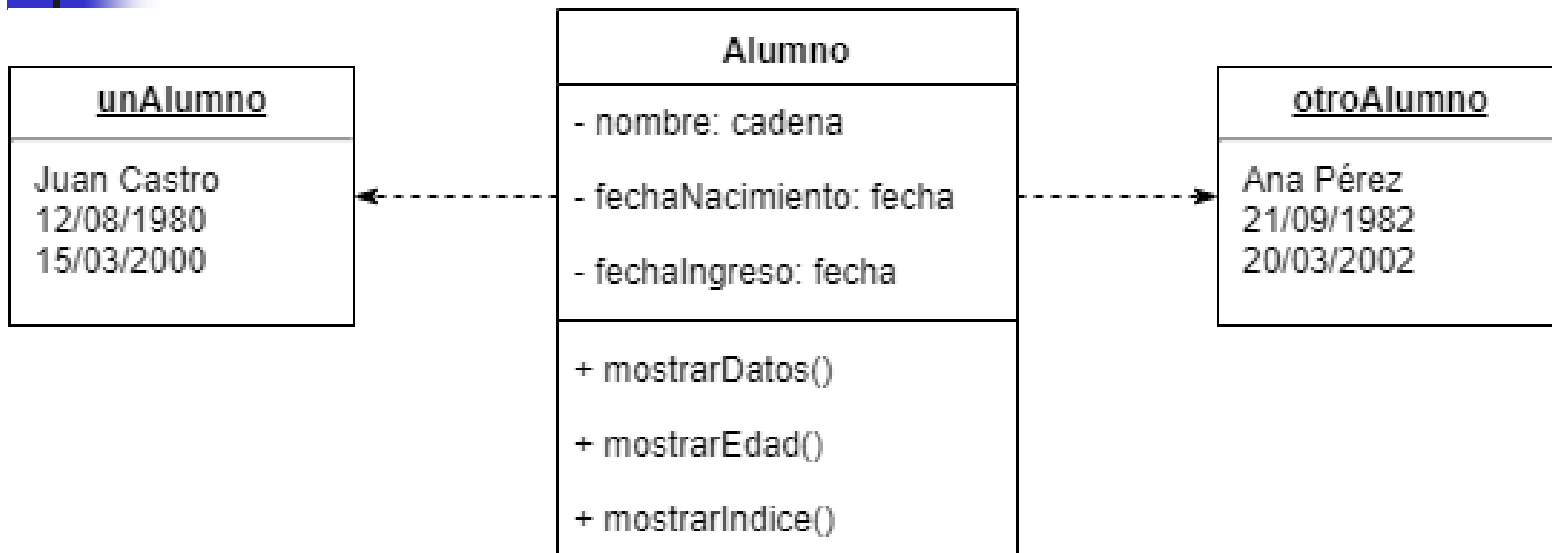 unAlumno
Juan Castro
12/08/1980
15/03/2000
Alumno
- nombre: cadena
- fechaNacimiento: fecha
- fechaIngreso: fecha
+ mostrarDatos()
+ mostrarEdad()
+ mostrarIndice()
otroAlumno
Ana Pérez
21/09/1982
20/03/2002